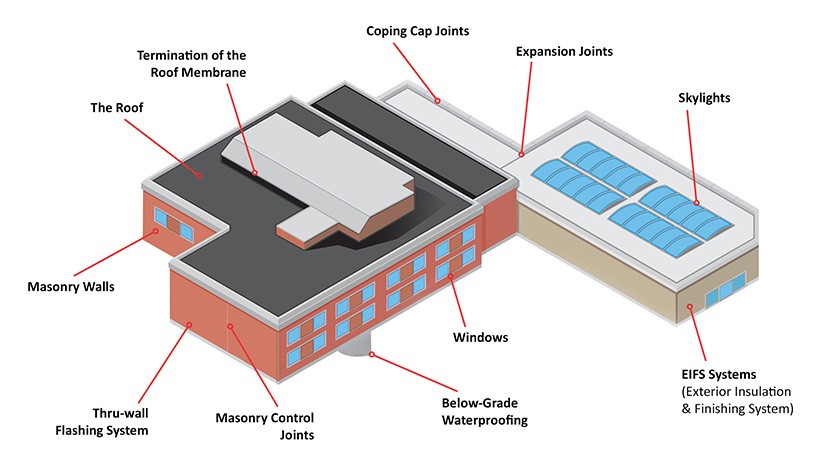 Coping Cap Joints
Termination of the
Roof Membrane
Expansion Joints
The Roof
Skylights
Masonry Walls
Windows
EIFS Systems
(Exterior Insulation
& Finishing System)
Thru-wall
Flashing System
Masonry Control
Joints
Below-Grade
Waterproofing